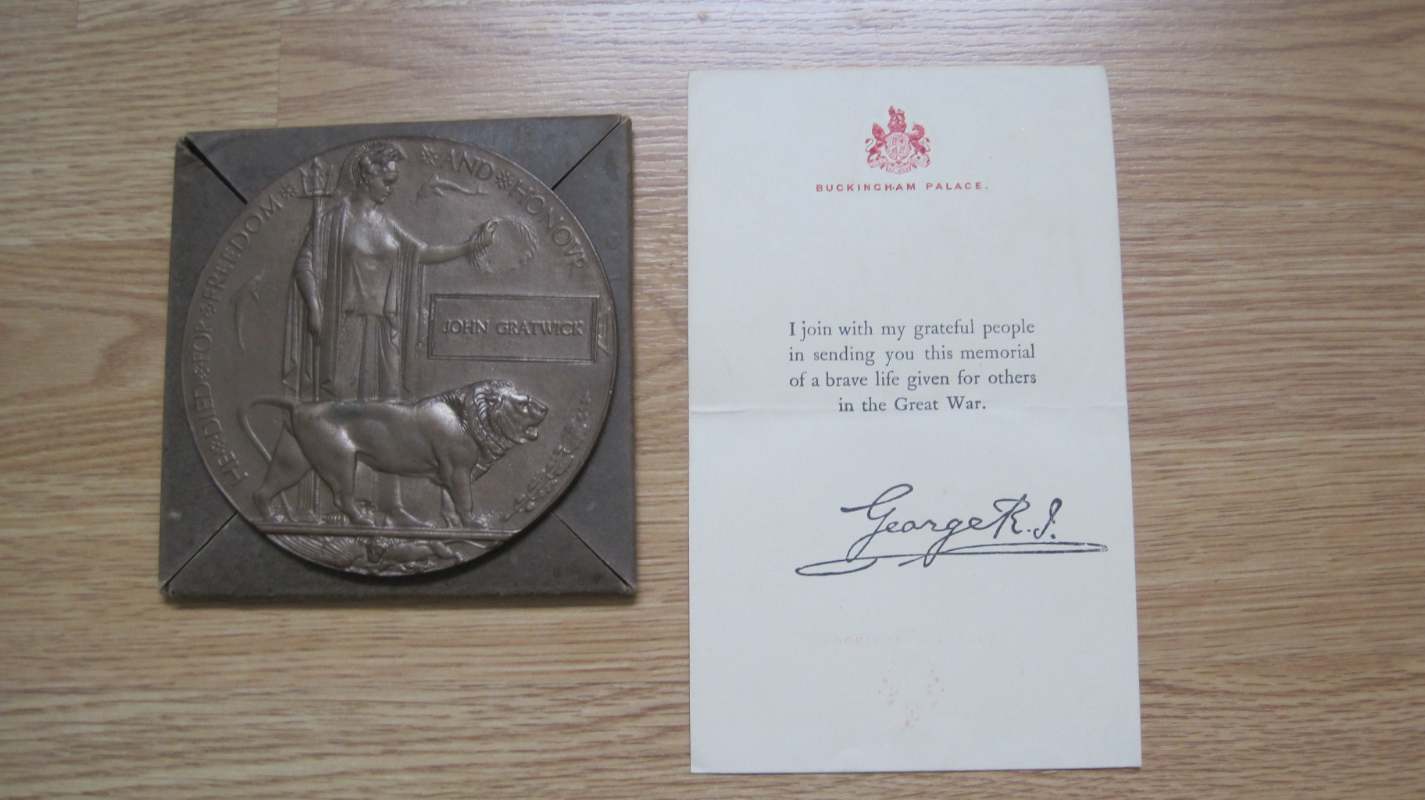 HE DIED FOR FREEDOM AND HONOVR
JOHN GRATWICK
BUCKINGHAM PALACE.
I join with my grateful people
in sending you this memorial
of a brave life given for others
in the Great War.
George R.I.